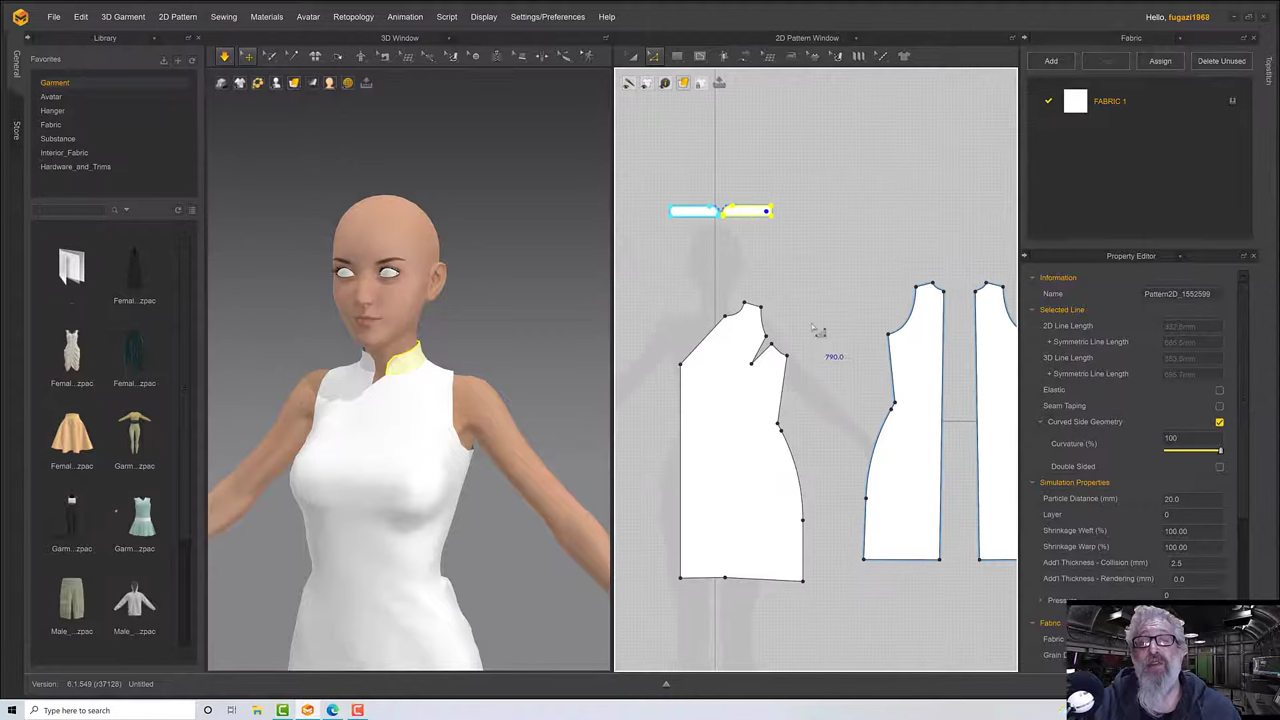 File Edit 3D Garment 2D Pattern Sewing Materials Avatar Retopology Animation Script Display Settings/Preferences Help
Hello, fugazi1968
Library
3D Window
2D Pattern Window
Fabric
General
Store
Topstitch
Favorites
Garment
Avatar
Hanger
Fabric
Substance
Interior_Fabric
Hardware_and_Trims
..
Femal...zpac
Femal...zpac
Femal...zpac
Femal...zpac
Garm...zpac
Garm...zpac
Garm...zpac
Male_...zpac
Male_...zpac
790.0
Add
Assign
Delete Unused
FABRIC 1
Property Editor
Information
Name Pattern2D_1552599
Selected Line
2D Line Length
+ Symmetric Line Length
3D Line Length
+ Symmetric Line Length
Elastic
Seam Taping
Curved Side Geometry
Curvature (%) 100
Double Sided
Simulation Properties
Particle Distance (mm) 20.0
Layer 0
Shrinkage Weft (%) 100.00
Shrinkage Warp (%) 100.00
Add'l Thickness - Collision (mm) 2.5
Add'l Thickness - Rendering (mm) 0.0
0
Fabric
Fabric
Version: 6.1.549 (r37128) Untitled
Type here to search